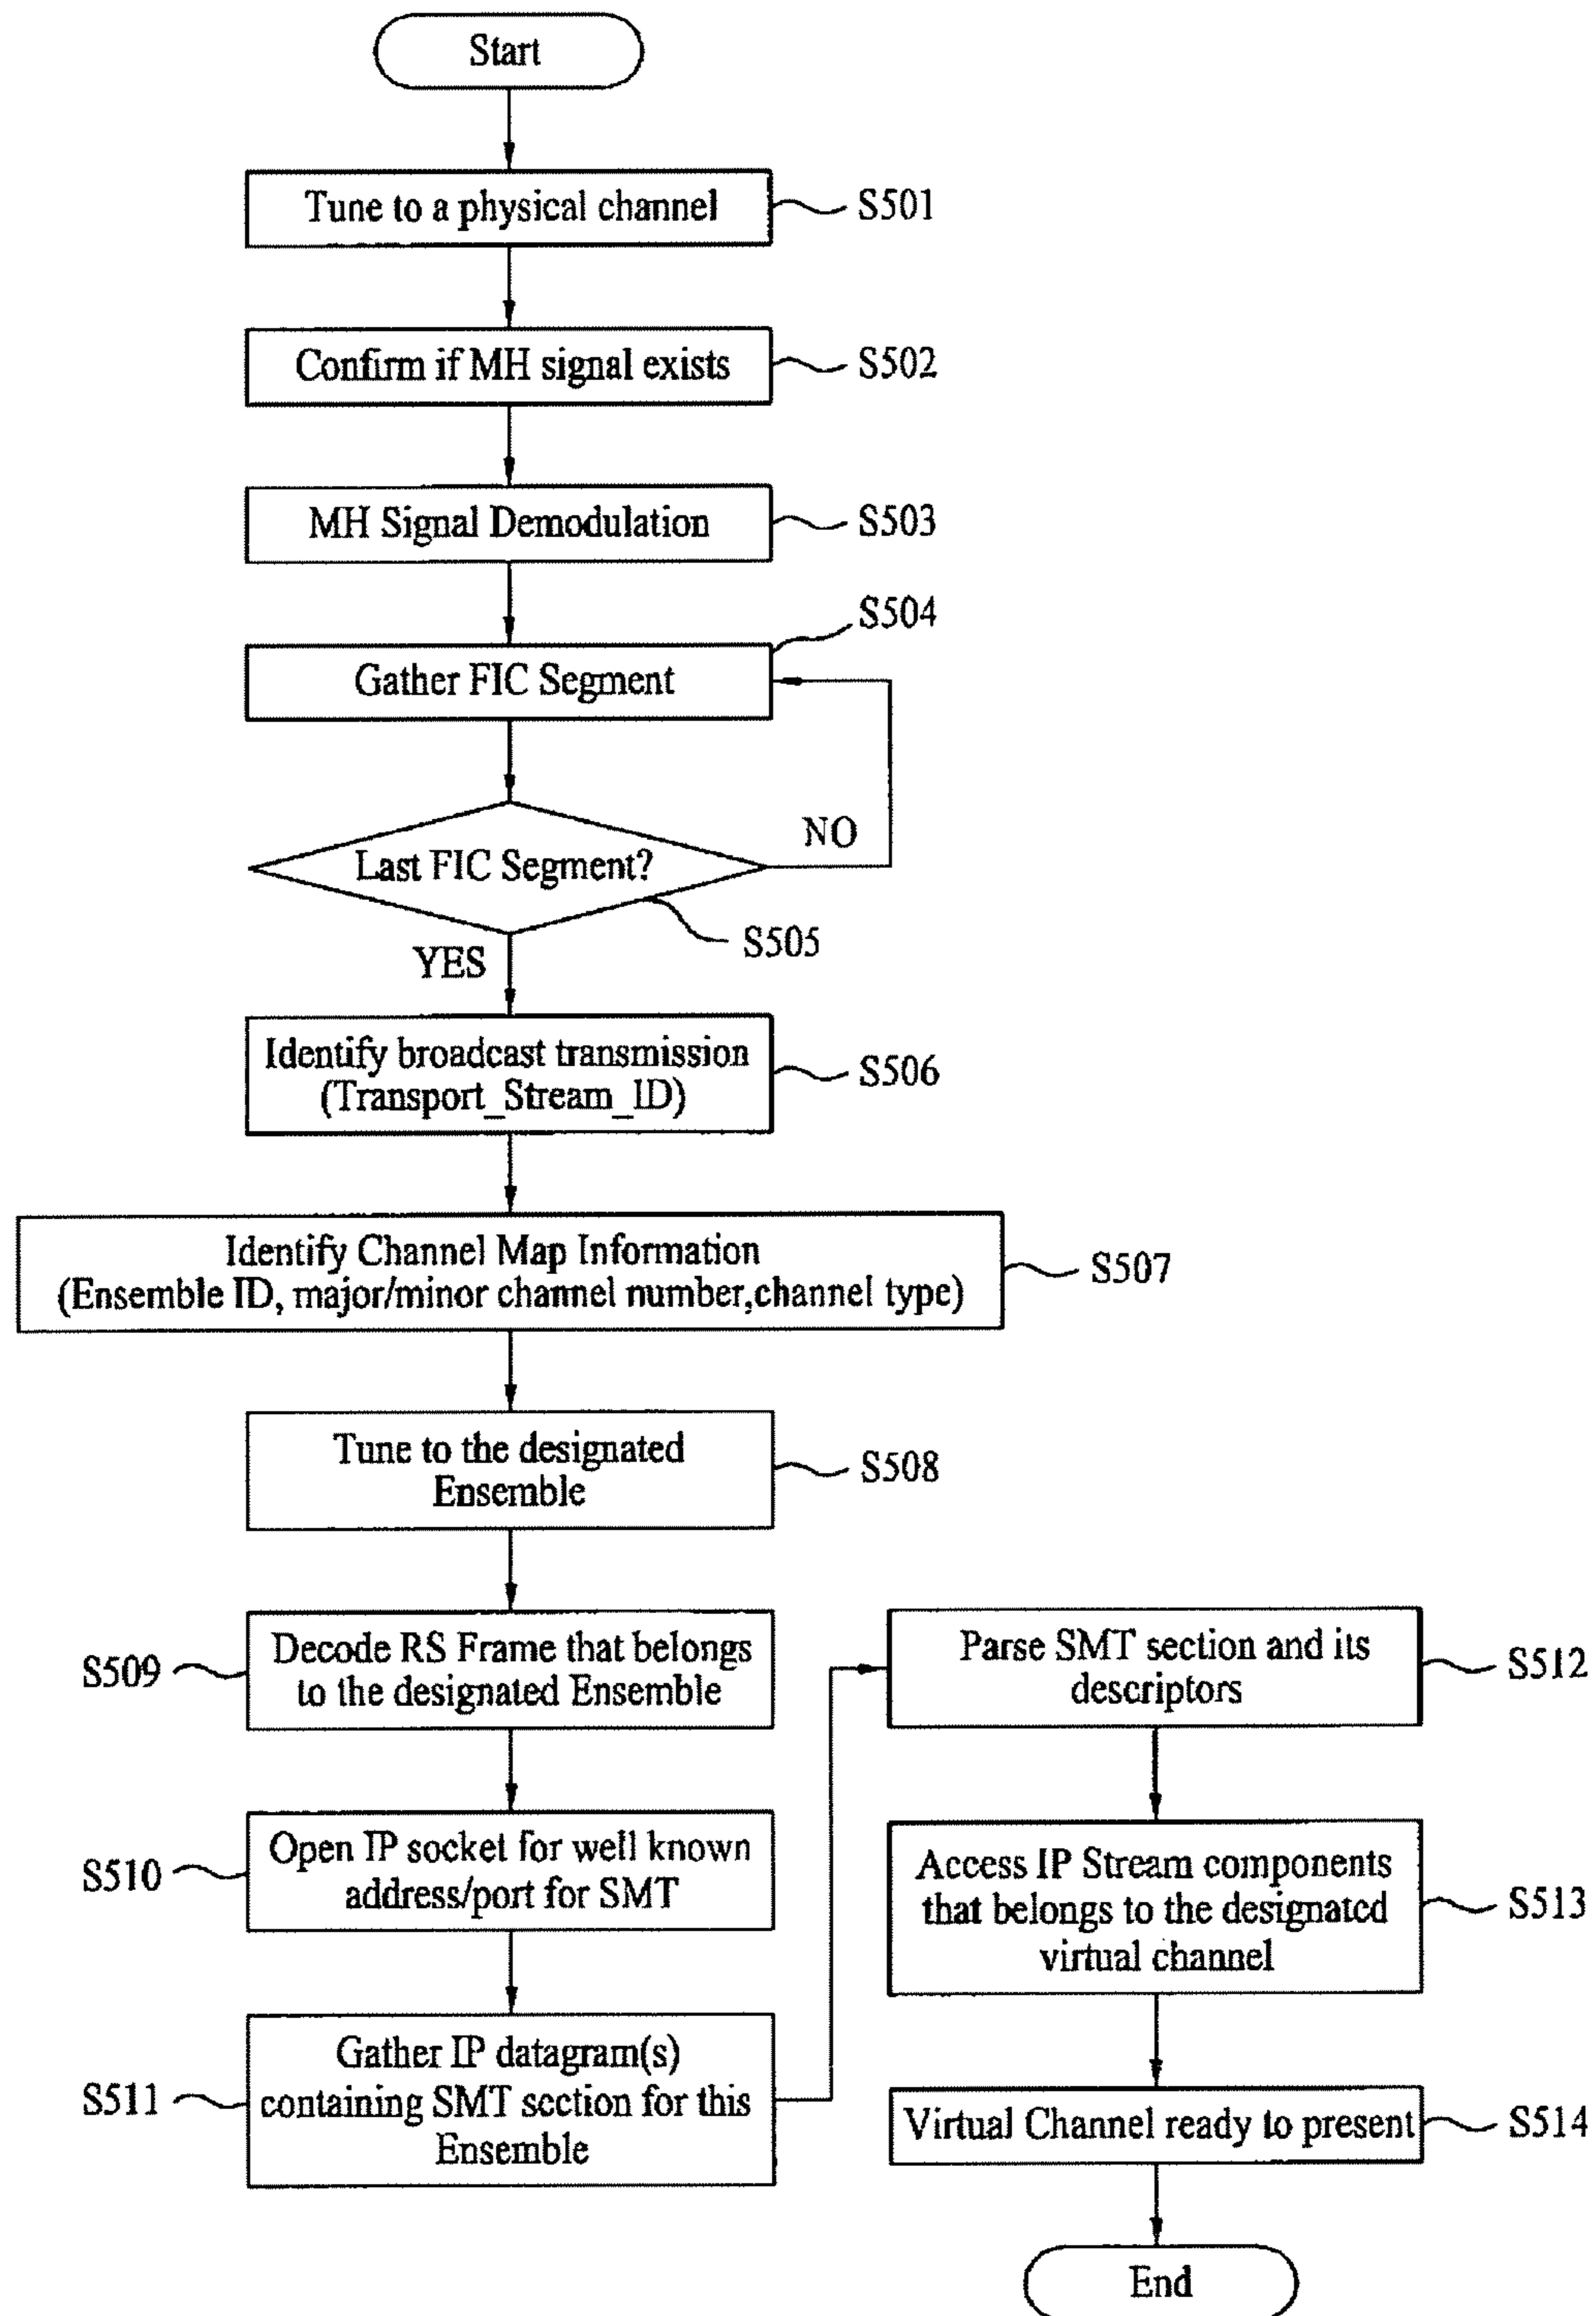 Start
Tune to a physical channel
S501
Confirm if MH signal exists
S502
MH Signal Demodulation
S503
S504
Gather FIC Segment
NO
Last FIC Segment?
S505
YES
Identify broadcast transmission
(Transport_Stream_ID)
S506
Identify Channel Map Information
(Ensemble ID, major/minor channel number,channel type)
S507
Tune to the designated
Ensemble
S508
S509
Decode RS Frame that belongs
to the designated Ensemble
S510
Open IP socket for well known
address/port for SMT
S511
Gather IP datagram(s)
containing SMT section for this
Ensemble
Parse SMT section and its
descriptors
S512
Access IP Stream components
that belongs to the designated
virtual channel
S513
Virtual Channel ready to present
S514
End